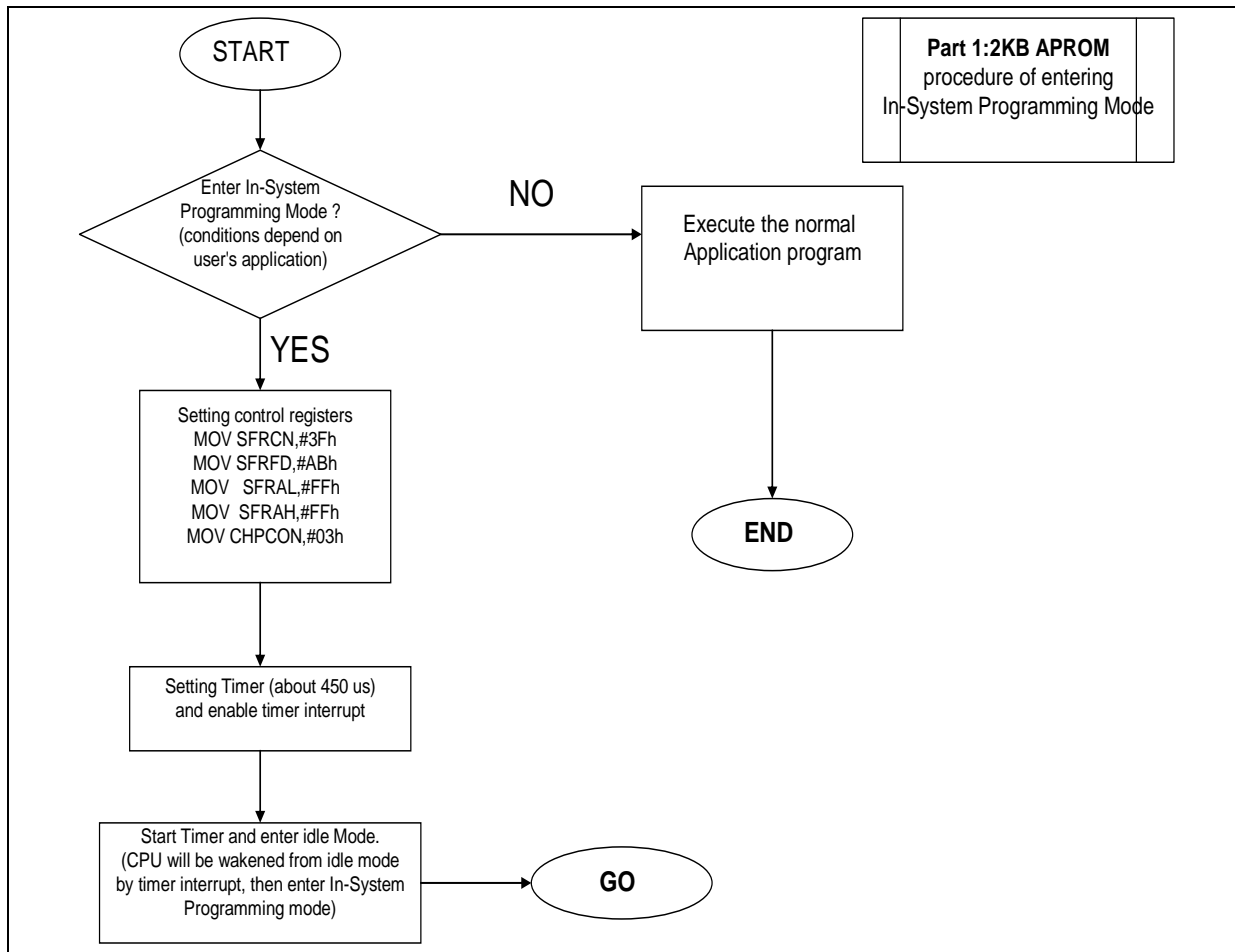 START
Part 1:2KB APROM
procedure of entering
In-System Programming Mode
Enter In-System
Programming Mode ?
(conditions depend on
user's application)
NO
Execute the normal
Application program
YES
Setting control registers
MOV SFRCN,#3Fh
MOV SFRFD,#ABh
MOV SFRAL,#FFh
MOV SFRAH,#FFh
MOV CHPCON,#03h
END
Setting Timer (about 450 us)
and enable timer interrupt
Start Timer and enter idle Mode.
(CPU will be wakened from idle mode
by timer interrupt, then enter In-System
Programming mode)
GO